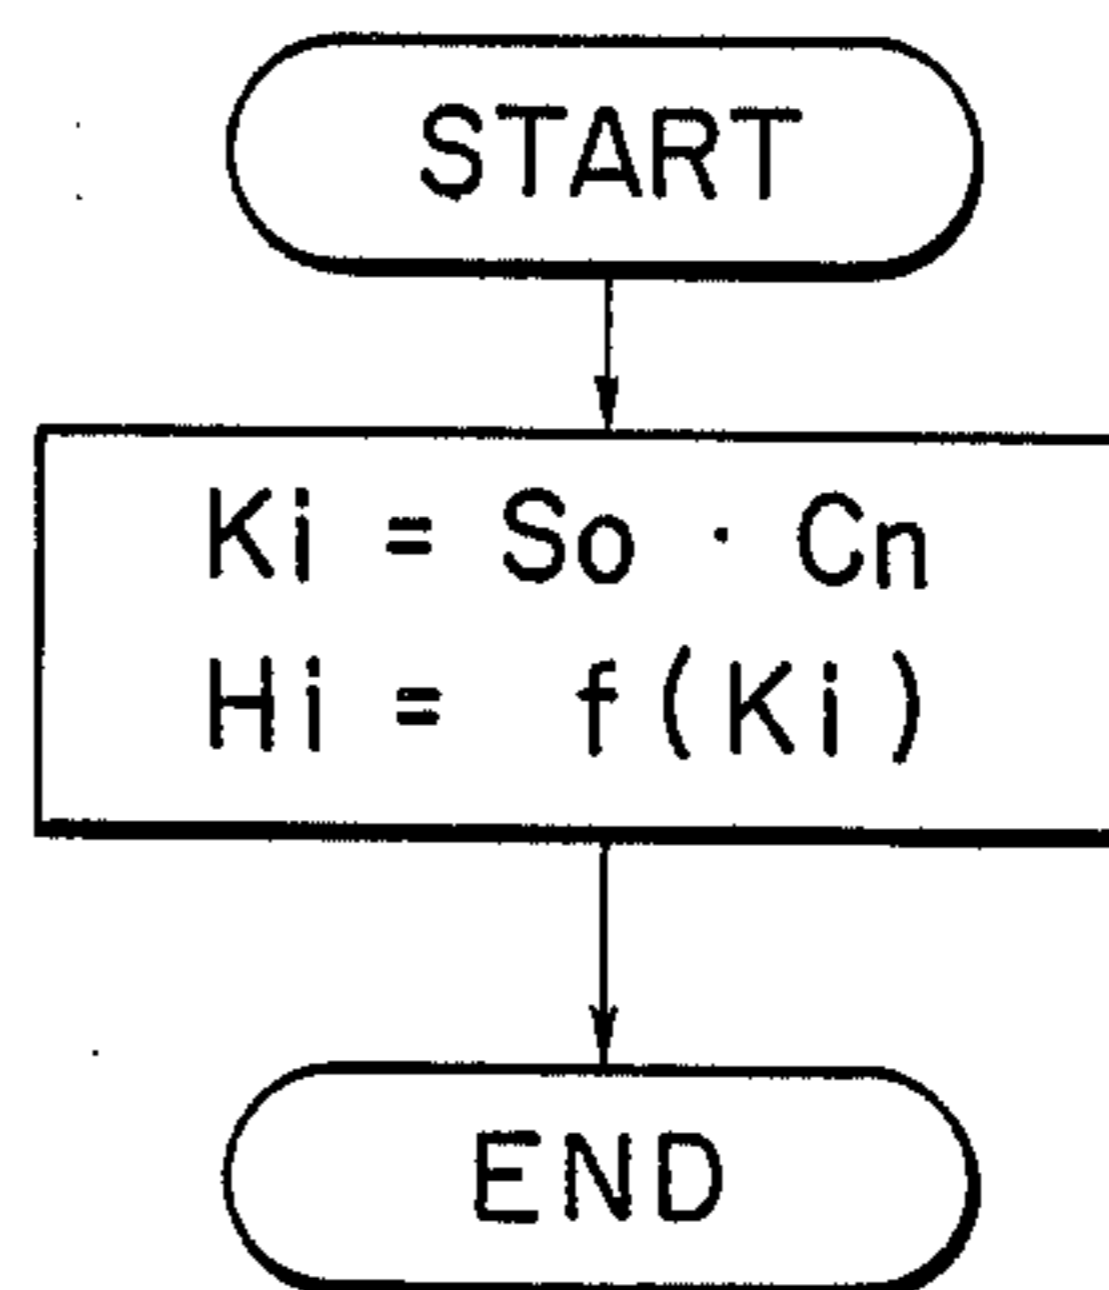 START
Ki = So · Cn
Hi = f(Ki)
END